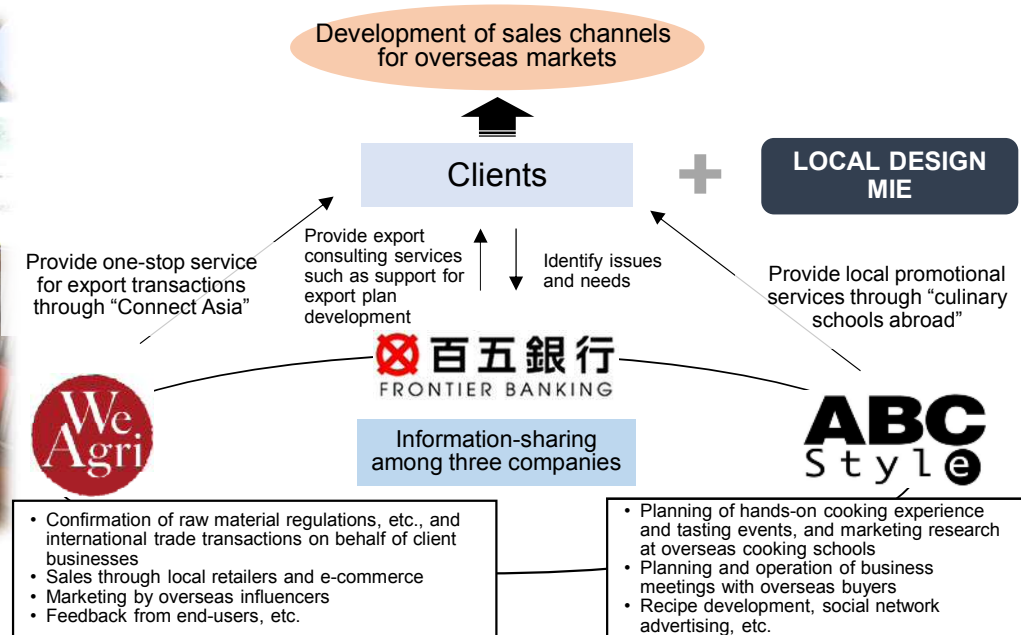 Development of sales channels
for overseas markets
Clients
LOCAL DESIGN
MIE
Provide one-stop service
for export transactions
through “Connect Asia”
Provide export
consulting services
such as support for
export plan
development
Identify issues
and needs
Provide local promotional
services through “culinary
schools abroad”
百五銀行
FRONTIER BANKING
We
Agri
Information-sharing
among three companies
ABC
Style
• Confirmation of raw material regulations, etc., and
international trade transactions on behalf of client
businesses
• Sales through local retailers and e-commerce
• Marketing by overseas influencers
• Feedback from end-users, etc.
• Planning of hands-on cooking experience
and tasting events, and marketing research
at overseas cooking schools
• Planning and operation of business
meetings with overseas buyers
• Recipe development, social network
advertising, etc.